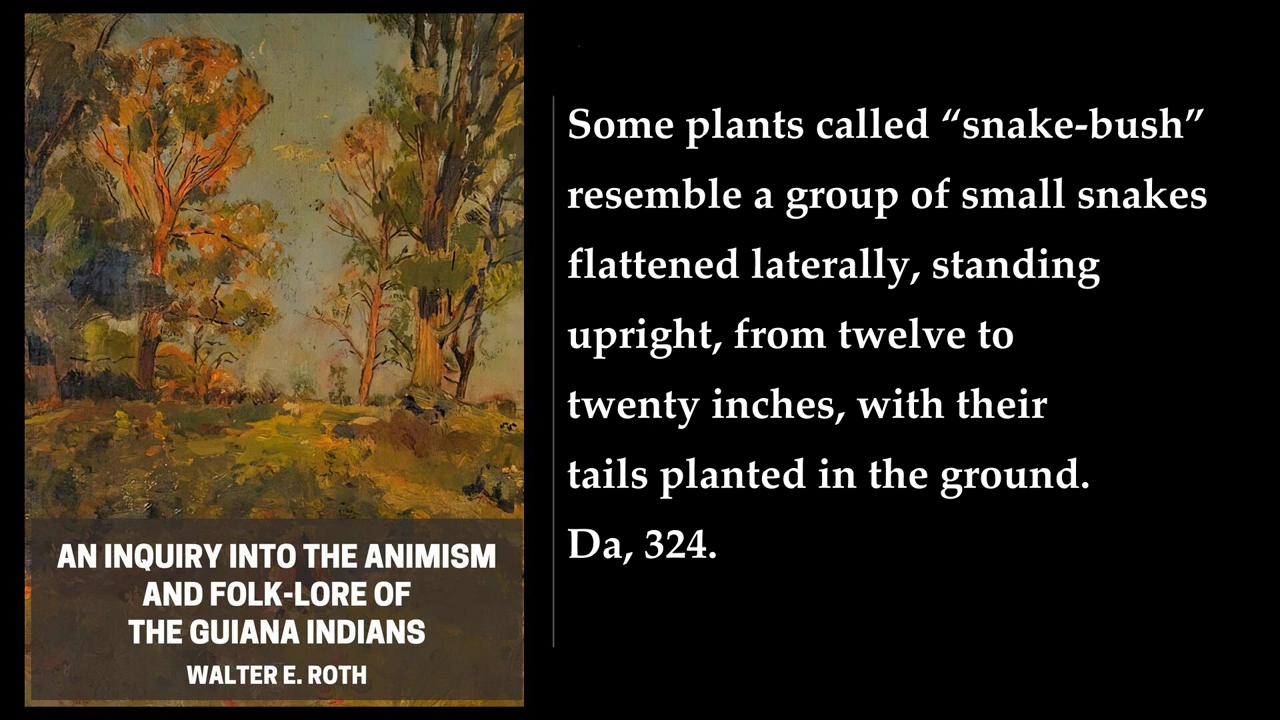 Some plants called “snake-bush”
resemble a group of small snakes
flattened laterally, standing
upright, from twelve to
twenty inches, with their
tails planted in the ground.
Da, 324.
AN INQUIRY INTO THE ANIMISM
AND FOLK-LORE OF
THE GUIANA INDIANS
WALTER E. ROTH